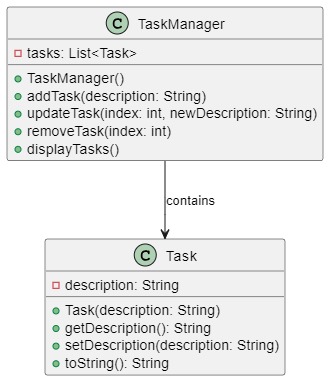 C TaskManager
tasks: List<Task>
TaskManager()
addTask(description: String)
updateTask(index: int, newDescription: String)
removeTask(index: int)
displayTasks()
contains
C Task
description: String
Task(description: String)
getDescription(): String
setDescription(description: String)
toString(): String